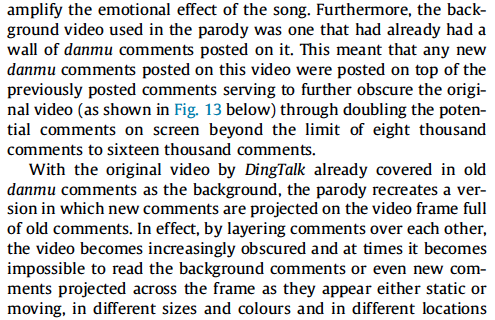 amplify the emotional effect of the song. Furthermore, the back-
ground video used in the parody was one that had already had a
wall of danmu comments posted on it. This meant that any new
danmu comments posted on this video were posted on top of the
previously posted comments serving to further obscure the origi-
nal video (as shown in Fig. 13 below) through doubling the poten-
tial comments on screen beyond the limit of eight thousand
comments to sixteen thousand comments.
With the original video by DingTalk already covered in old
danmu comments as the background, the parody recreates a ver-
sion in which new comments are projected on the video frame full
of old comments. In effect, by layering comments over each other,
the video becomes increasingly obscured and at times it becomes
impossible to read the background comments or even new com-
ments projected across the frame as they appear either static or
moving, in different sizes and colours and in different locations